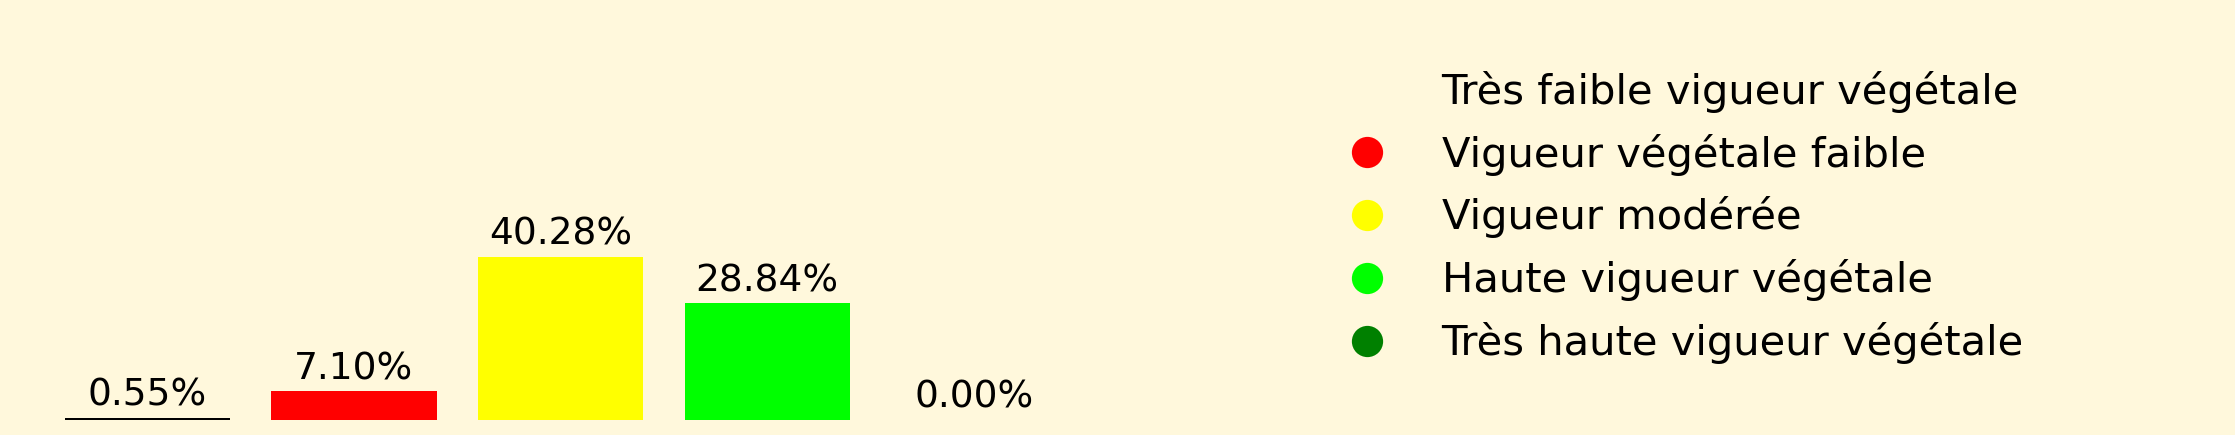 0.55%
7.10%
40.28%
28.84%
0.00%
Très faible vigueur végétale
Vigueur végétale faible
Vigueur modérée
Haute vigueur végétale
Très haute vigueur végétale